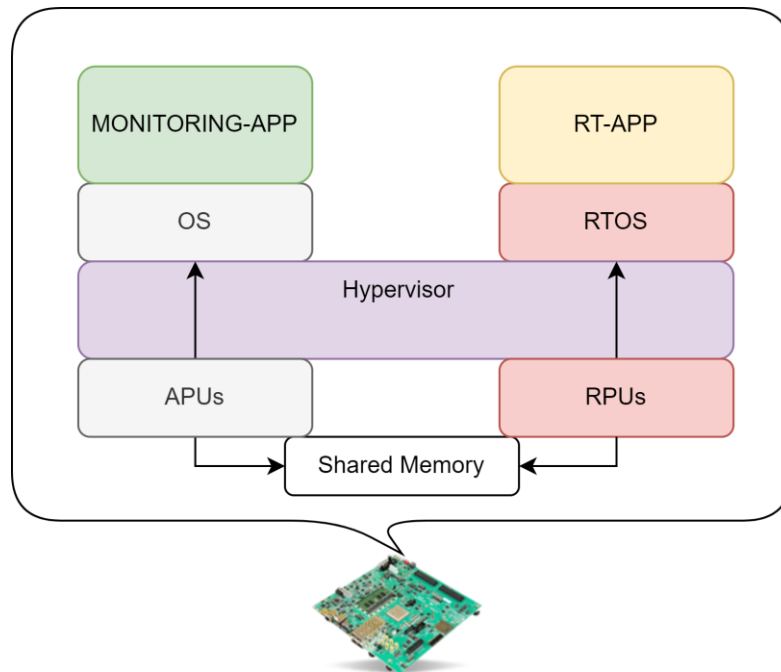 MONITORING-APP
RT-APP
OS
RTOS
Hypervisor
APUs
RPUs
Shared Memory